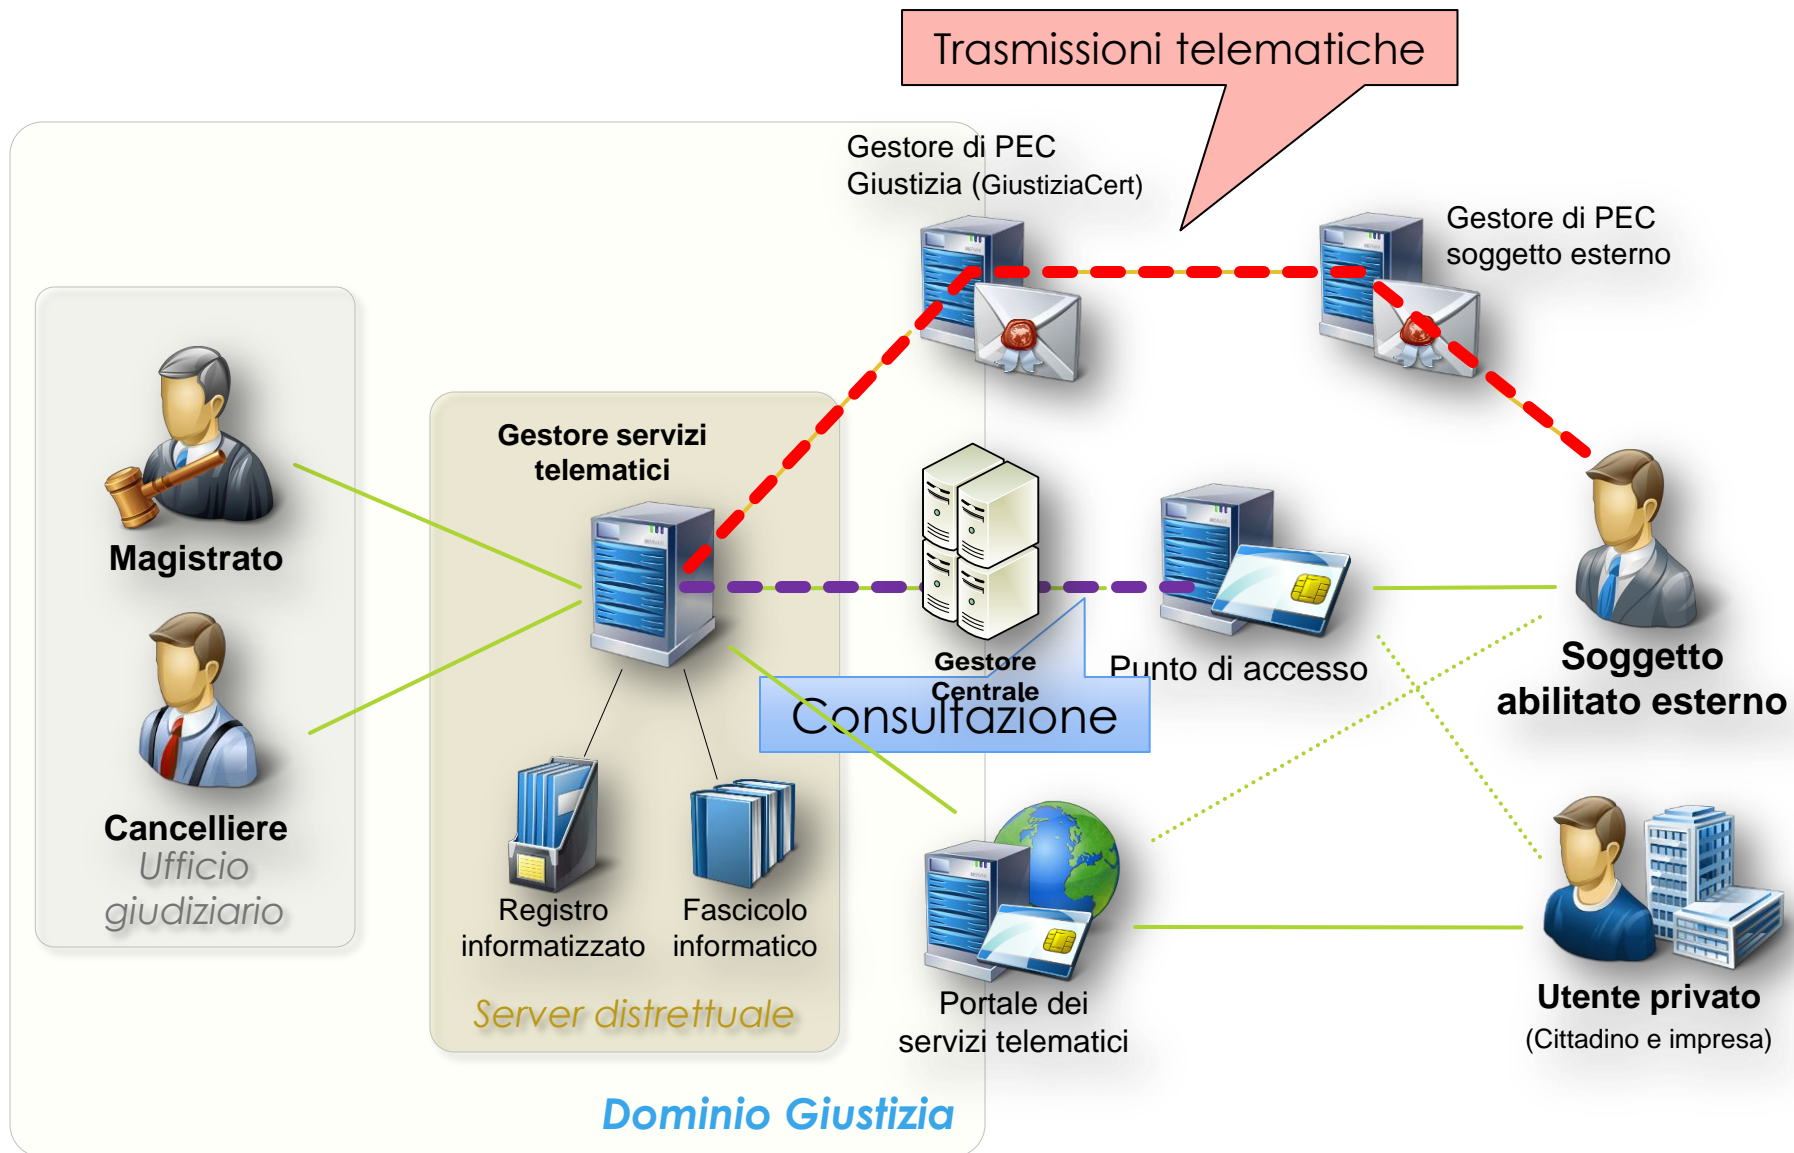 Trasmissioni telematiche
Gestore di PEC
Giustizia (GiustiziaCert)
Gestore di PEC
soggetto esterno
Gestore servizi
telematici
Magistrato
Gestore
Centrale
Punto di accesso
Consultazione
Soggetto
abilitato esterno
Cancelliere
Ufficio
giudiziario
Registro
informatizzato
Fascicolo
informatico
Server distrettuale
Portale dei
servizi telematici
Utente privato
(Cittadino e impresa)
Dominio Giustizia